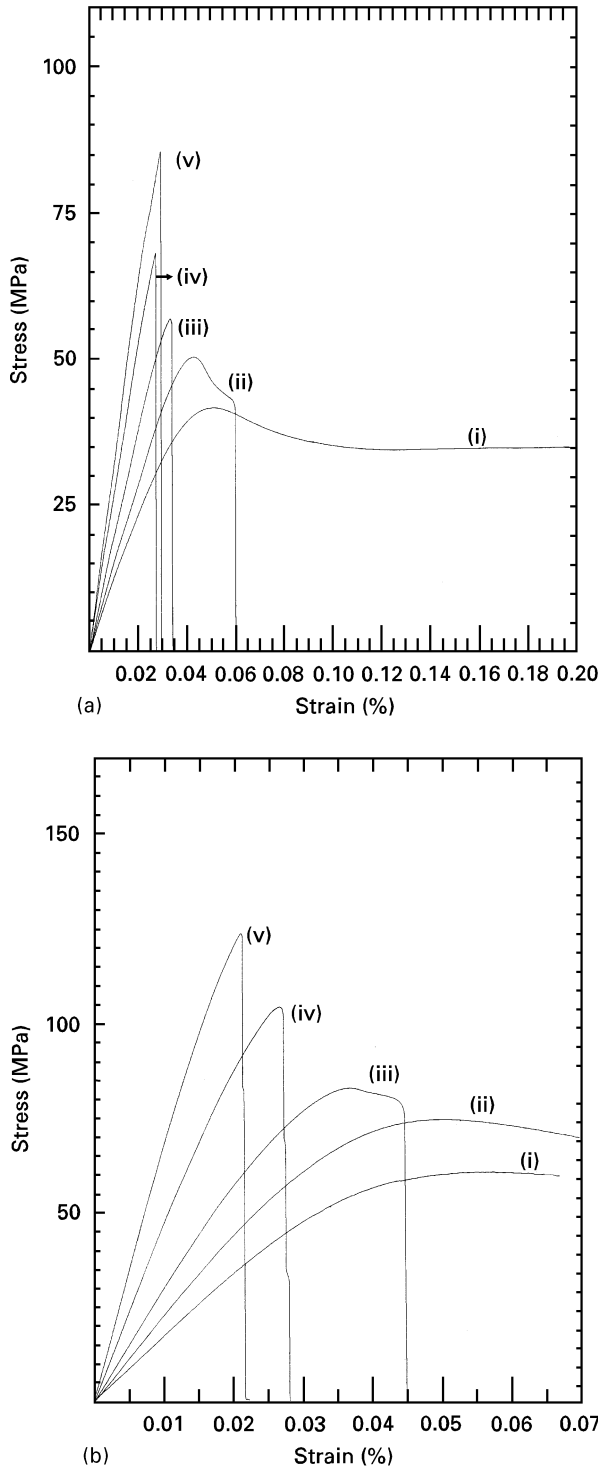 100
(v)
75
(iv)
(iii)
50
(ii)
(i)
25
Stress (MPa)
0.02 0.04 0.06 0.08 0.10 0.12 0.14 0.16 0.18 0.20
(a)
Strain (%)
150
(v)
(iv)
100
(iii)
(ii)
(i)
50
Stress (MPa)
0.01 0.02 0.03 0.04 0.05 0.06 0.07
(b)
Strain (%)